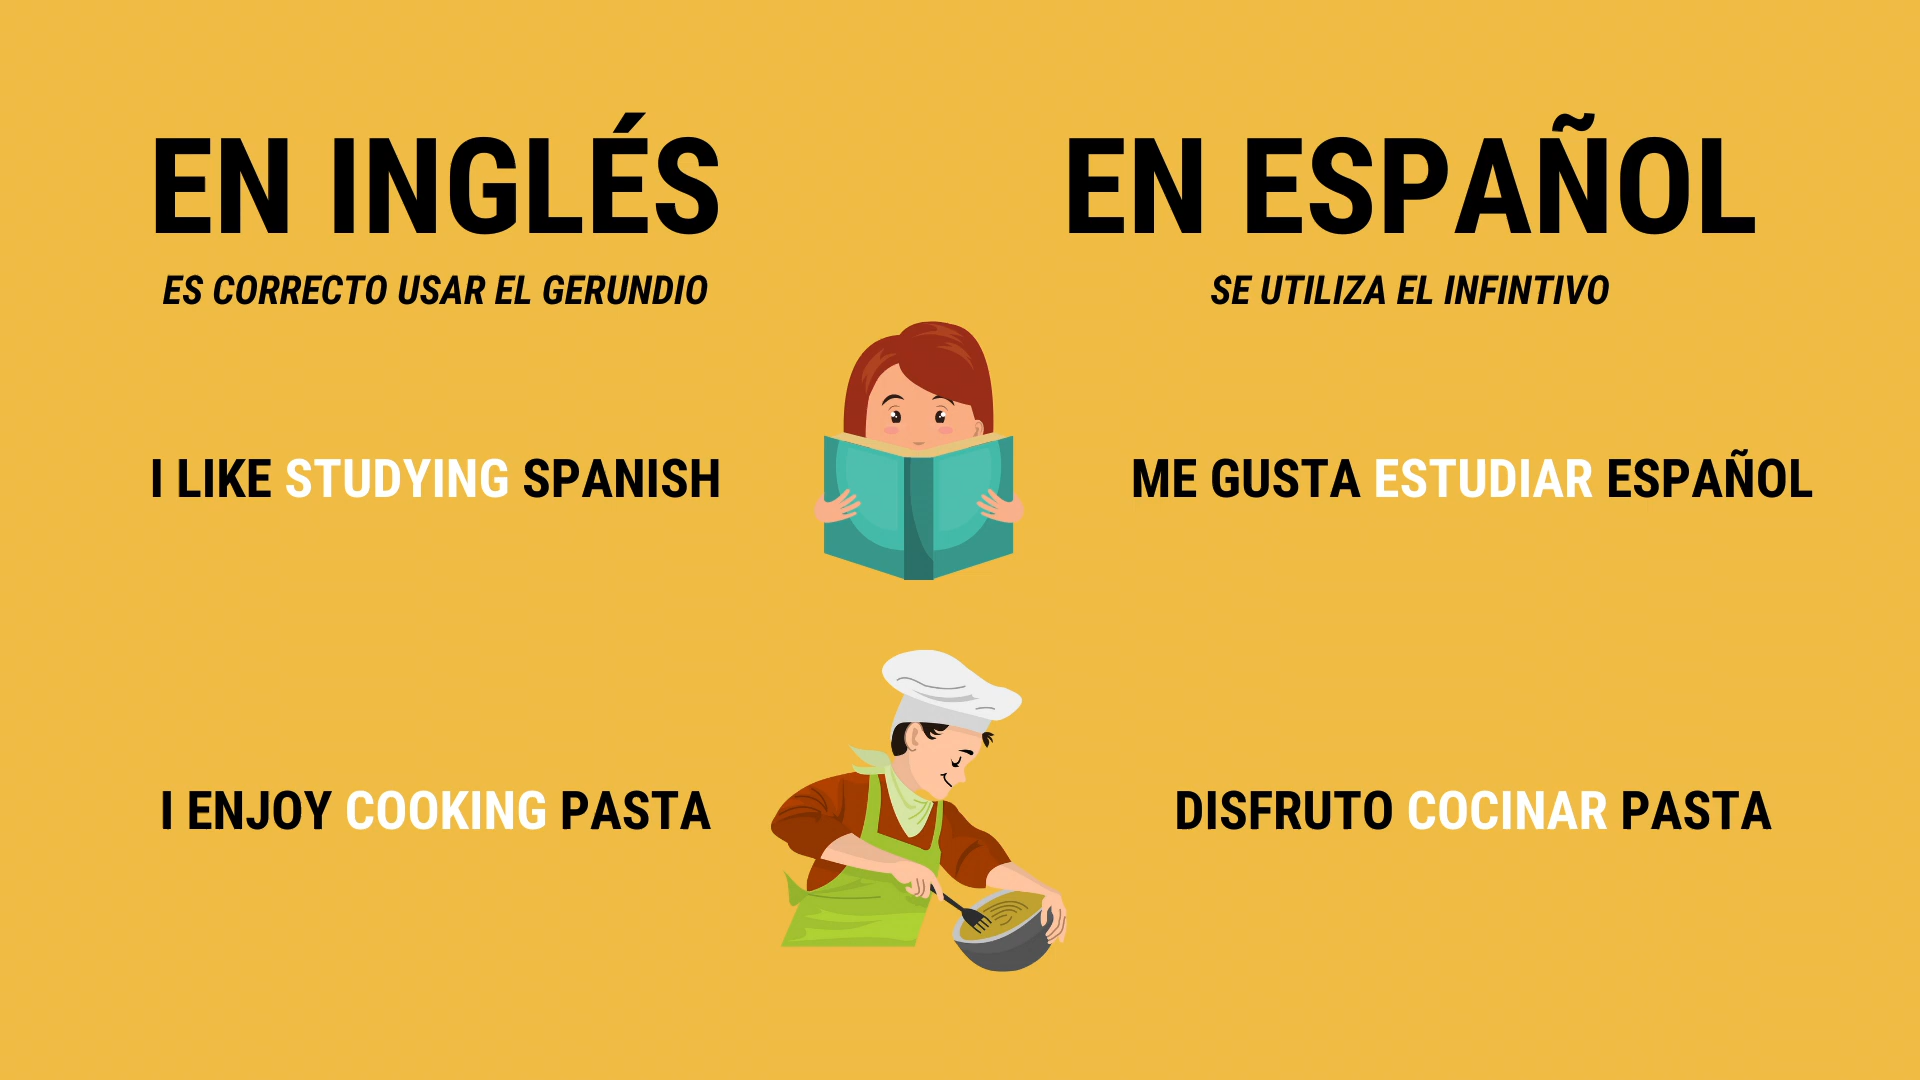 EN INGLÉS
ES CORRECTO USAR EL GERUNDIO
I LIKE STUDYING SPANISH
I ENJOY COOKING PASTA
EN ESPAÑOL
SE UTILIZA EL INFINTIVO
ME GUSTA ESTUDIAR ESPAÑOL
DISFRUTO COCINAR PASTA